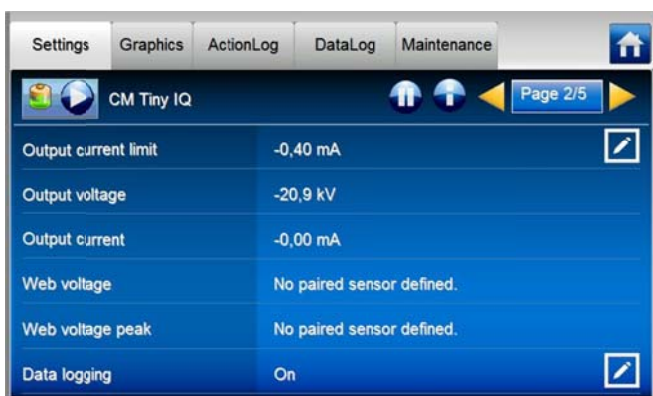 Settings Graphics ActionLog DataLog Maintenance
CM Tiny IQ Page 2/5
Output current limit -0,40 mA
Output voltage -20,9 kV
Output current -0,00 mA
Web voltage No paired sensor defined.
Web voltage peak No paired sensor defined.
Data logging On